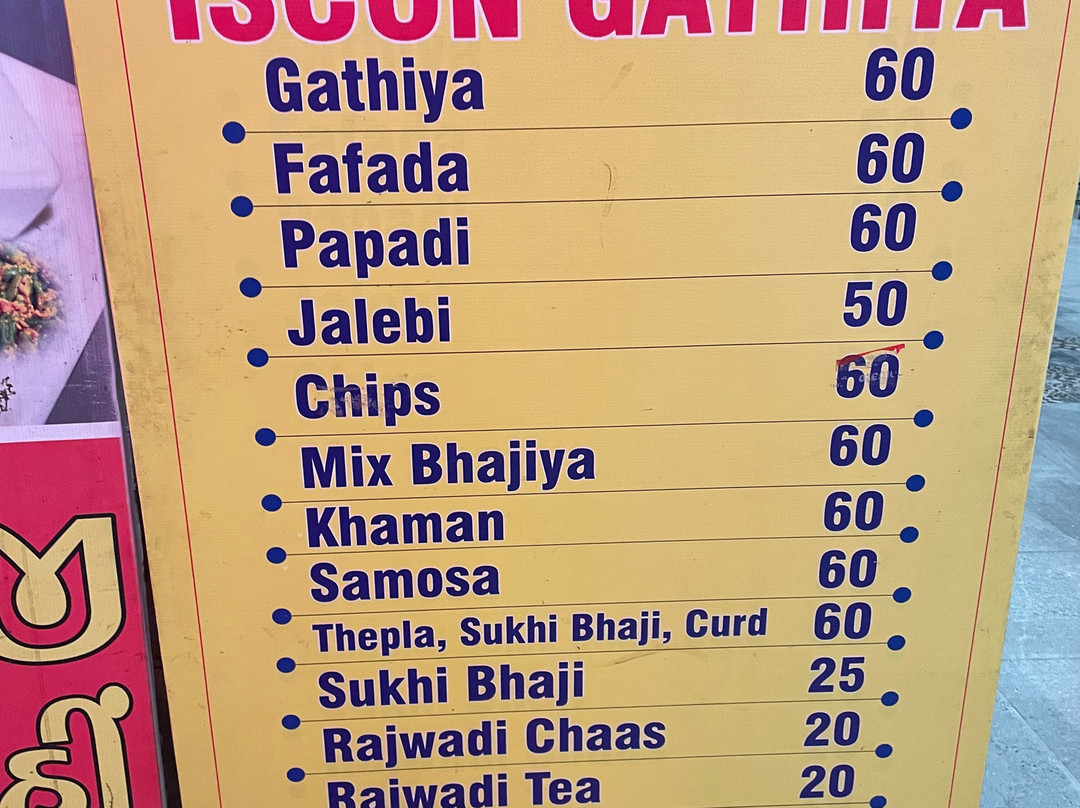 ISCON GATHIYA
Gathiya 60
Fafada 60
Papadi 60
Jalebi 50
Chips 60
Mix Bhajiya 60
Khaman 60
Samosa 60
Thepla, Sukhi Bhaji, Curd 60
Sukhi Bhaji 25
Rajwadi Chaas 20
Rajwadi Tea 20